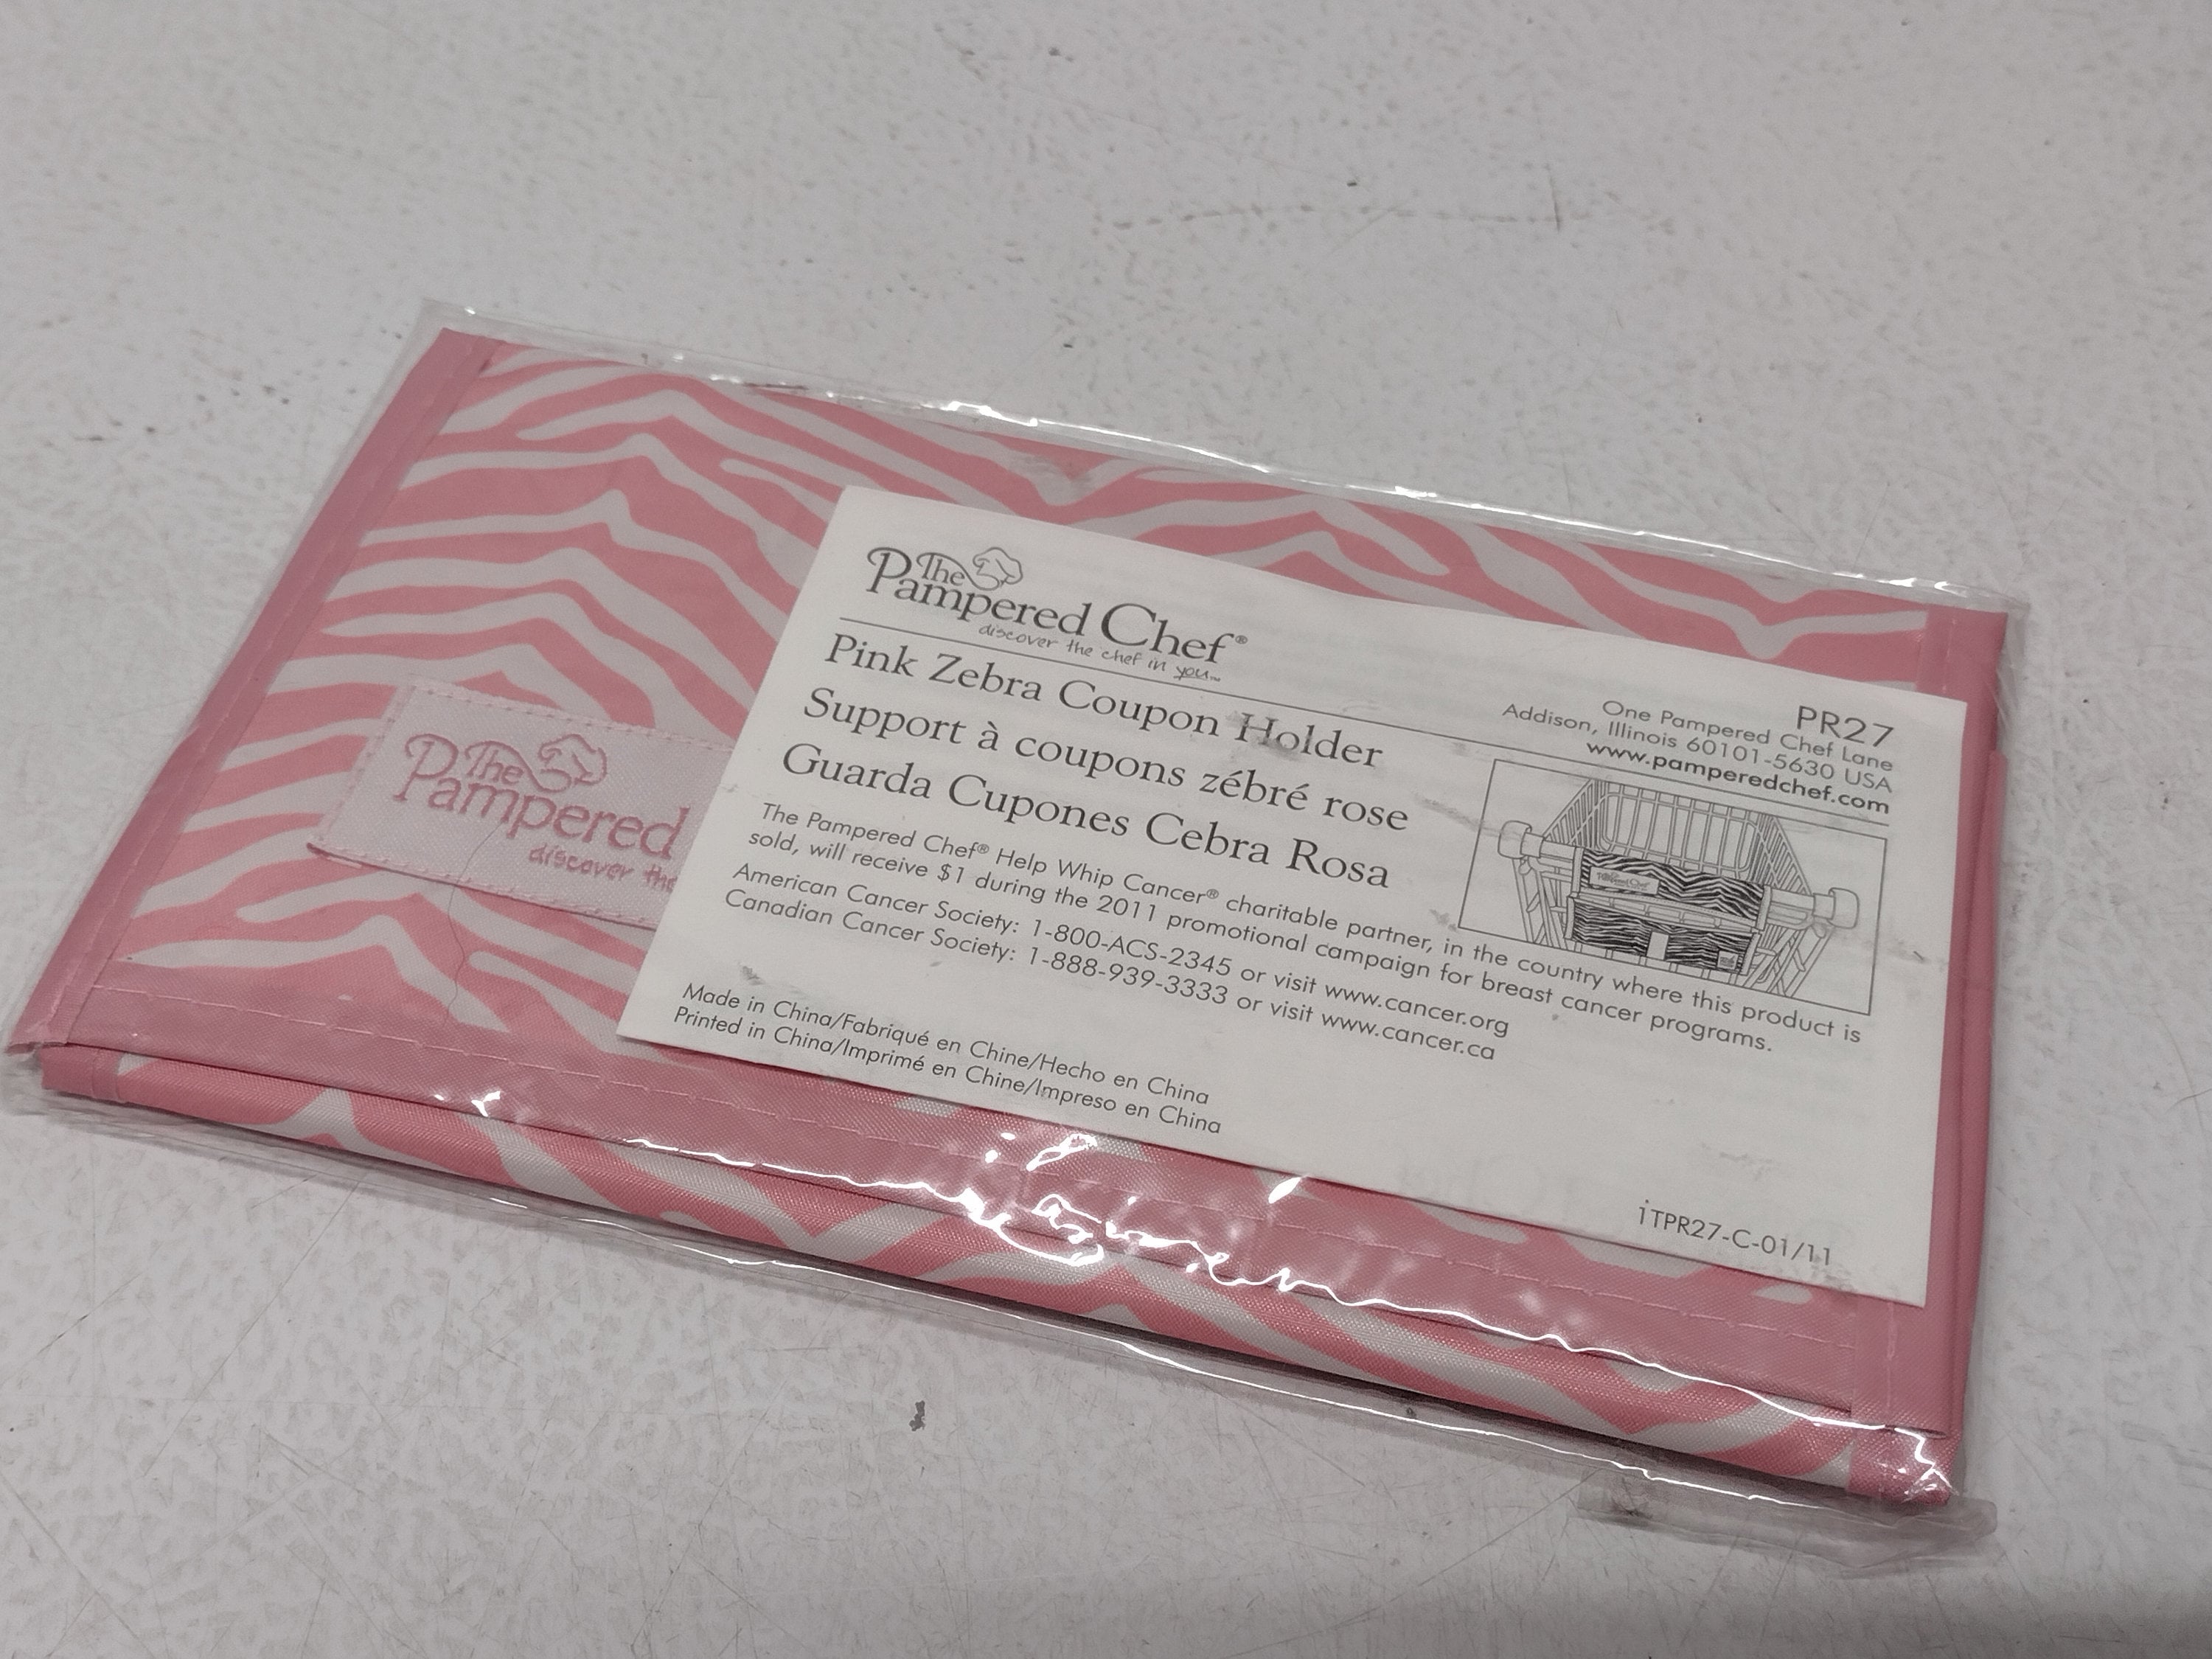 The
Pampered Chef®
discover the chef in you™
PR27
One Pampered Chef Lane
Addison, Illinois 60101-5630 USA
www.pamperedchef.com
Pink Zebra Coupon Holder
Support à coupons zébré rose
Guarda Cupones Cebra Rosa
The Pampered Chef® Help Whip Cancer® charitable partner, in the country where this product is
sold, will receive $1 during the 2011 promotional campaign for breast cancer programs.
American Cancer Society: 1-800-ACS-2345 or visit www.cancer.org
Canadian Cancer Society: 1-888-939-3333 or visit www.cancer.ca
Made in China/Fabriqué en Chine/Hecho en China
Printed in China/Imprimé en Chine/Impreso en China
iTPR27-C-01/11
The
Pampered
discover the